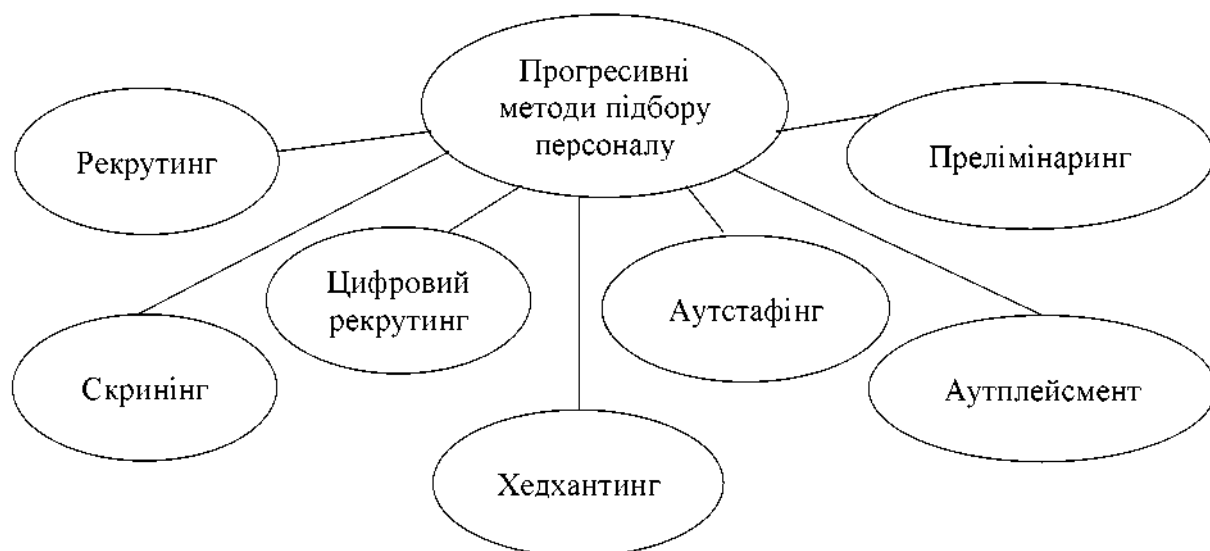 Прогресивні
методи підбору
персоналу
Рекрутинг
Прелімінаринг
Цифровий
рекрутинг
Аутстафінг
Скринінг
Аутплейсмент
Хедхантинг